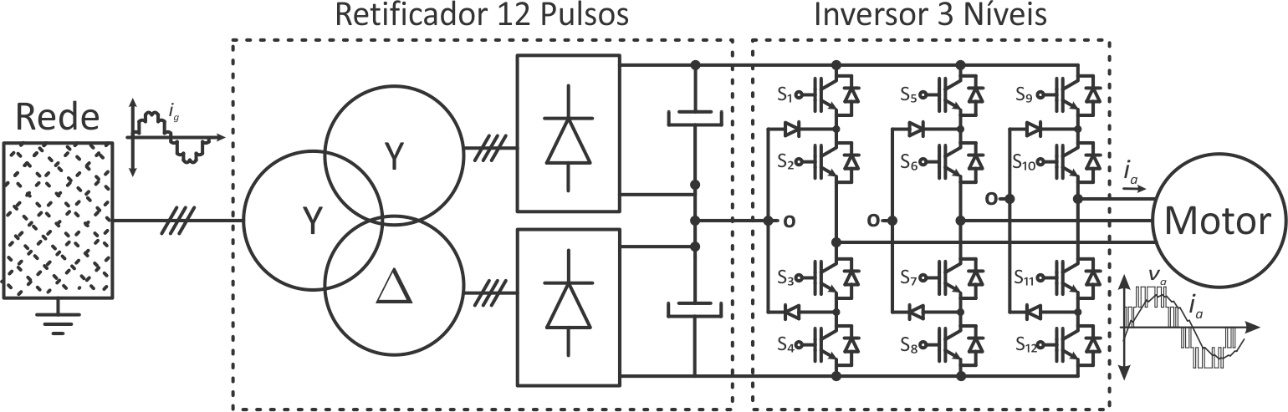 Retificador 12 Pulsos
Inversor 3 Níveis
Rede
i_g
Y
Y
Δ
S1
S2
S3
S4
S5
S6
S7
S8
S9
S10
S11
S12
o
o
o
i_a
Motor
v_a
i_a